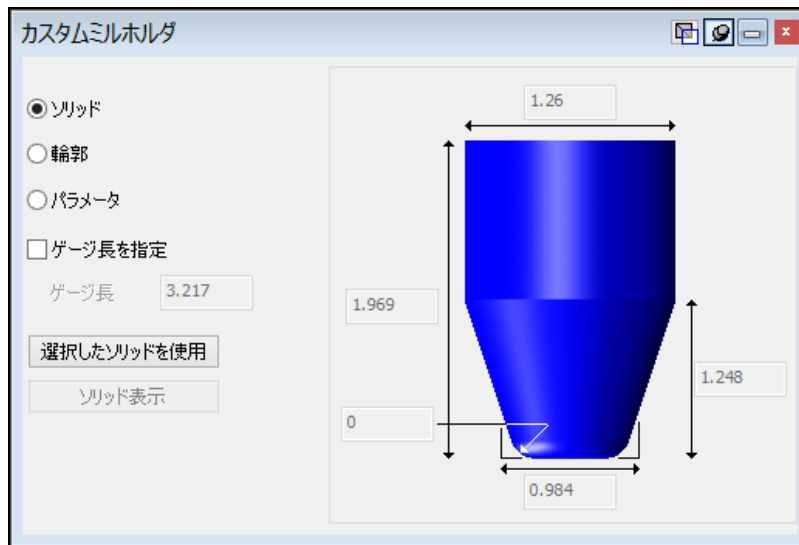 カスタムミルホルダ
ソリッド
輪郭
パラメータ
ゲージ長を指定
ゲージ長 3.217
選択したソリッドを使用
ソリッド表示
1.26
1.969
1.248
0
0.984